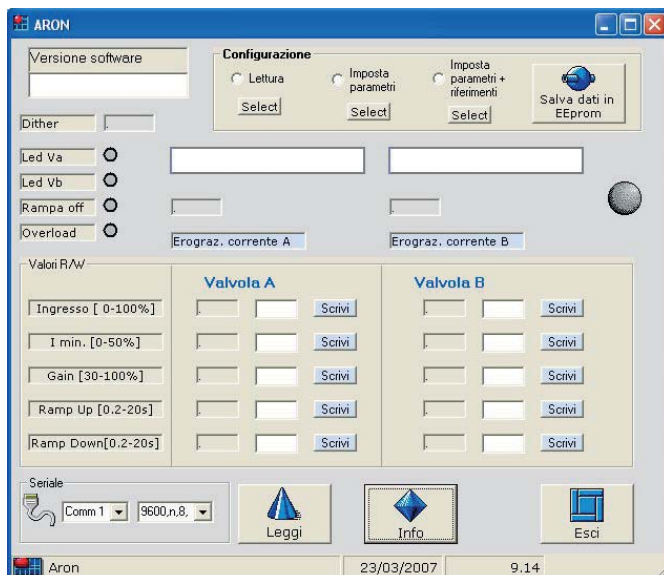 ARON
Versione software
Configurazione
Lettura
Select
Imposta
parametri
Select
Imposta
parametri +
riferimenti
Select
Salva dati in
EEprom
Dither
Led Va
Led Vb
Rampa off
Overload
Erograz. corrente A
Erograz. corrente B
Valori R/W
Valvola A
Valvola B
Ingresso [ 0-100%]
Scrivi
Scrivi
I min. [0-50%]
Scrivi
Scrivi
Gain [30-100%]
Scrivi
Scrivi
Ramp Up [0.2-20s]
Scrivi
Scrivi
Ramp Down[0.2-20s]
Scrivi
Scrivi
Seriale
Comm 1
9600,n,8,
Leggi
Info
Esci
Aron
23/03/2007
9.14